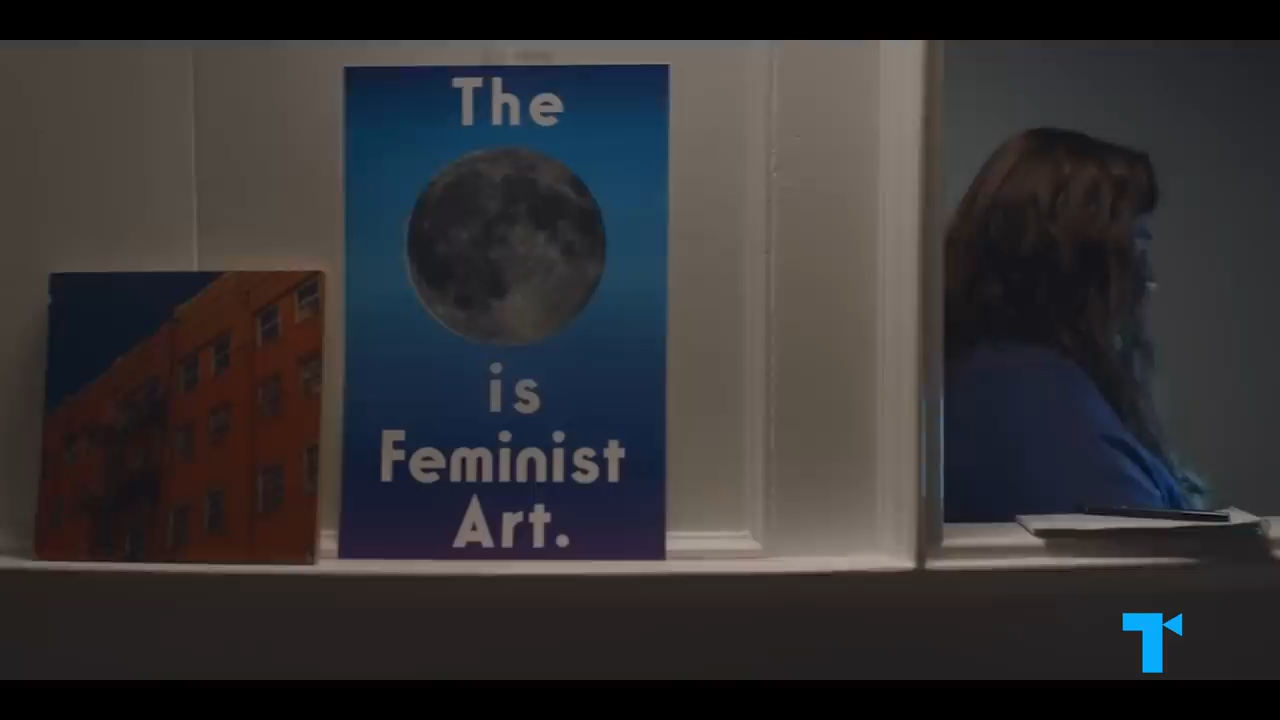 The
is
Feminist
Art.
T